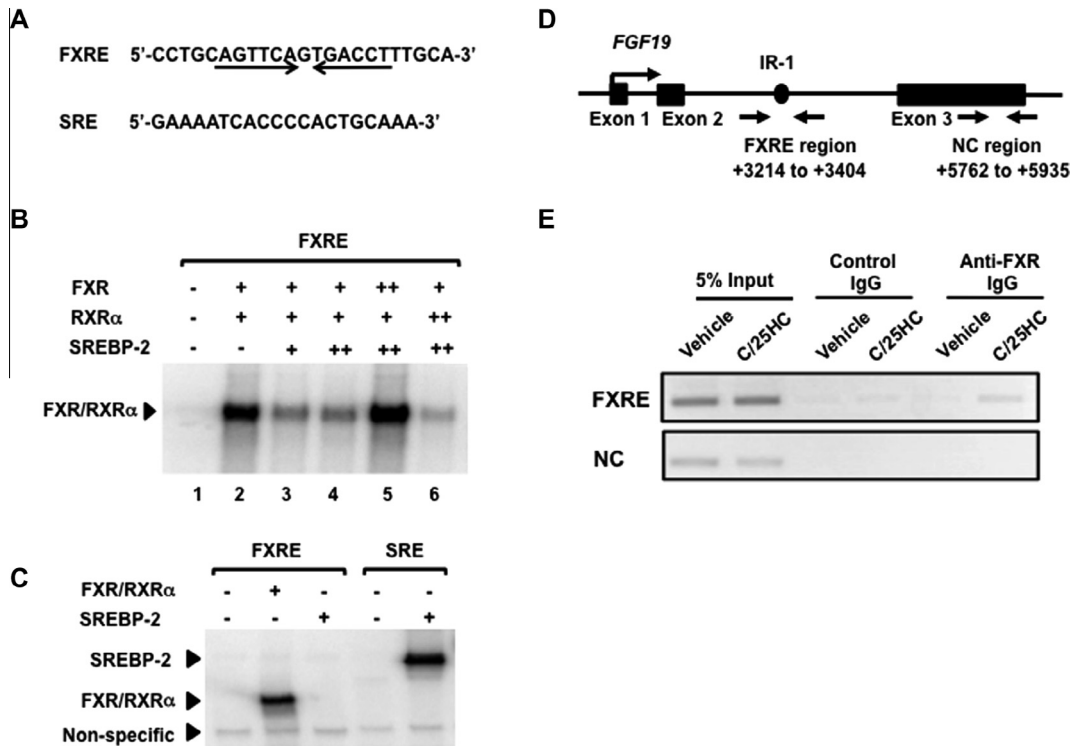 A
FXRE 5'-CCTGCAGTTCAGTGACCTTTGCA-3'
SRE 5'-GAAAATCACCCCACTGCAAA-3'
B
FXRE
FXR - + + + ++ +
RXRα - + + + + ++
SREBP-2 - - + ++ ++ ++
FXR/RXRα
1 2 3 4 5 6
C
FXRE SRE
FXR/RXRα - + - - -
SREBP-2 - - + - +
SREBP-2
FXR/RXRα
Non-specific
D
FGF19
IR-1
Exon 1 Exon 2 Exon 3
FXRE region NC region
+3214 to +3404 +5762 to +5935
E
5% Input Control IgG Anti-FXR IgG
Vehicle C/25HC Vehicle C/25HC Vehicle C/25HC
FXRE
NC